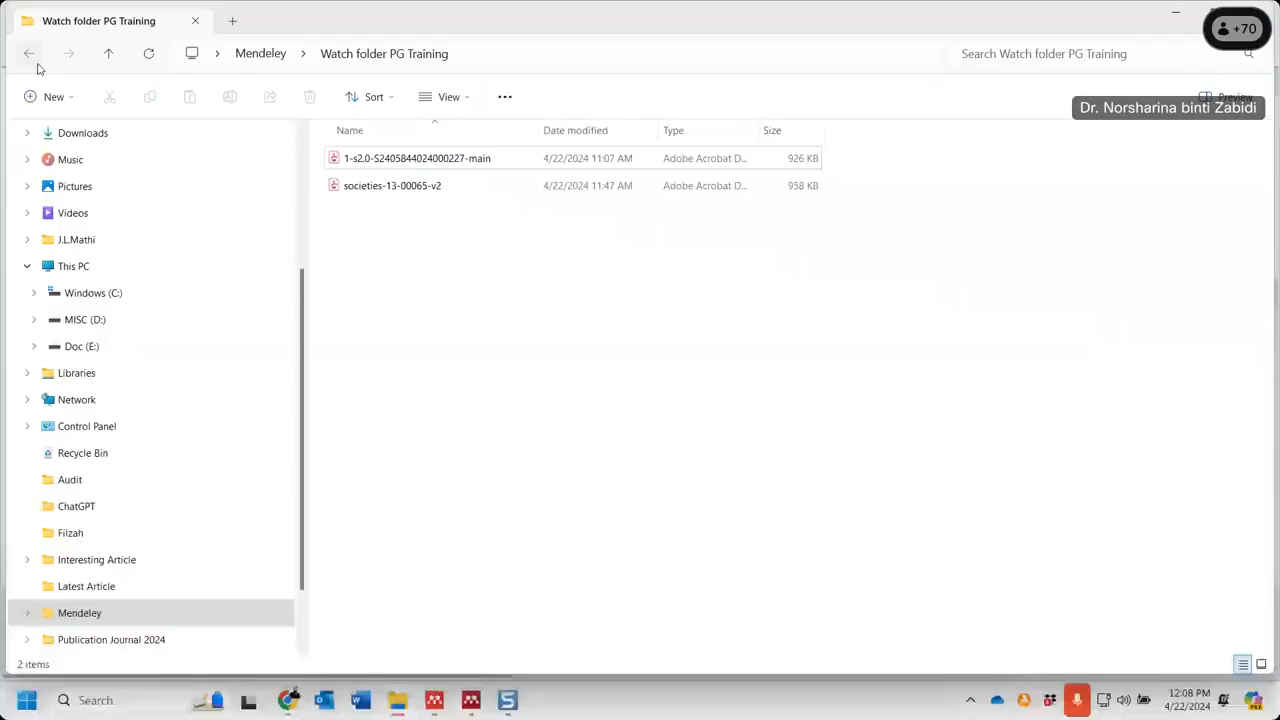 Watch folder PG Training
+70
Mendeley
Watch folder PG Training
Search Watch folder PG Training
New
Sort
View
Preview
Dr. Norsharina binti Zabidi
Name
Date modified
Type
Size
Downloads
1-s2.0-S2405844024000227-main
4/22/2024 11:07 AM
Adobe Acrobat D...
926 KB
Music
societies-13-00065-v2
4/22/2024 11:47 AM
Adobe Acrobat D...
958 KB
Pictures
Videos
J.L.Mathi
This PC
Windows (C:)
MISC (D:)
Doc (E:)
Libraries
Network
Control Panel
Recycle Bin
Audit
ChatGPT
Filzah
Interesting Article
Latest Article
Mendeley
Publication Journal 2024
2 items
Search
12:08 PM
4/22/2024